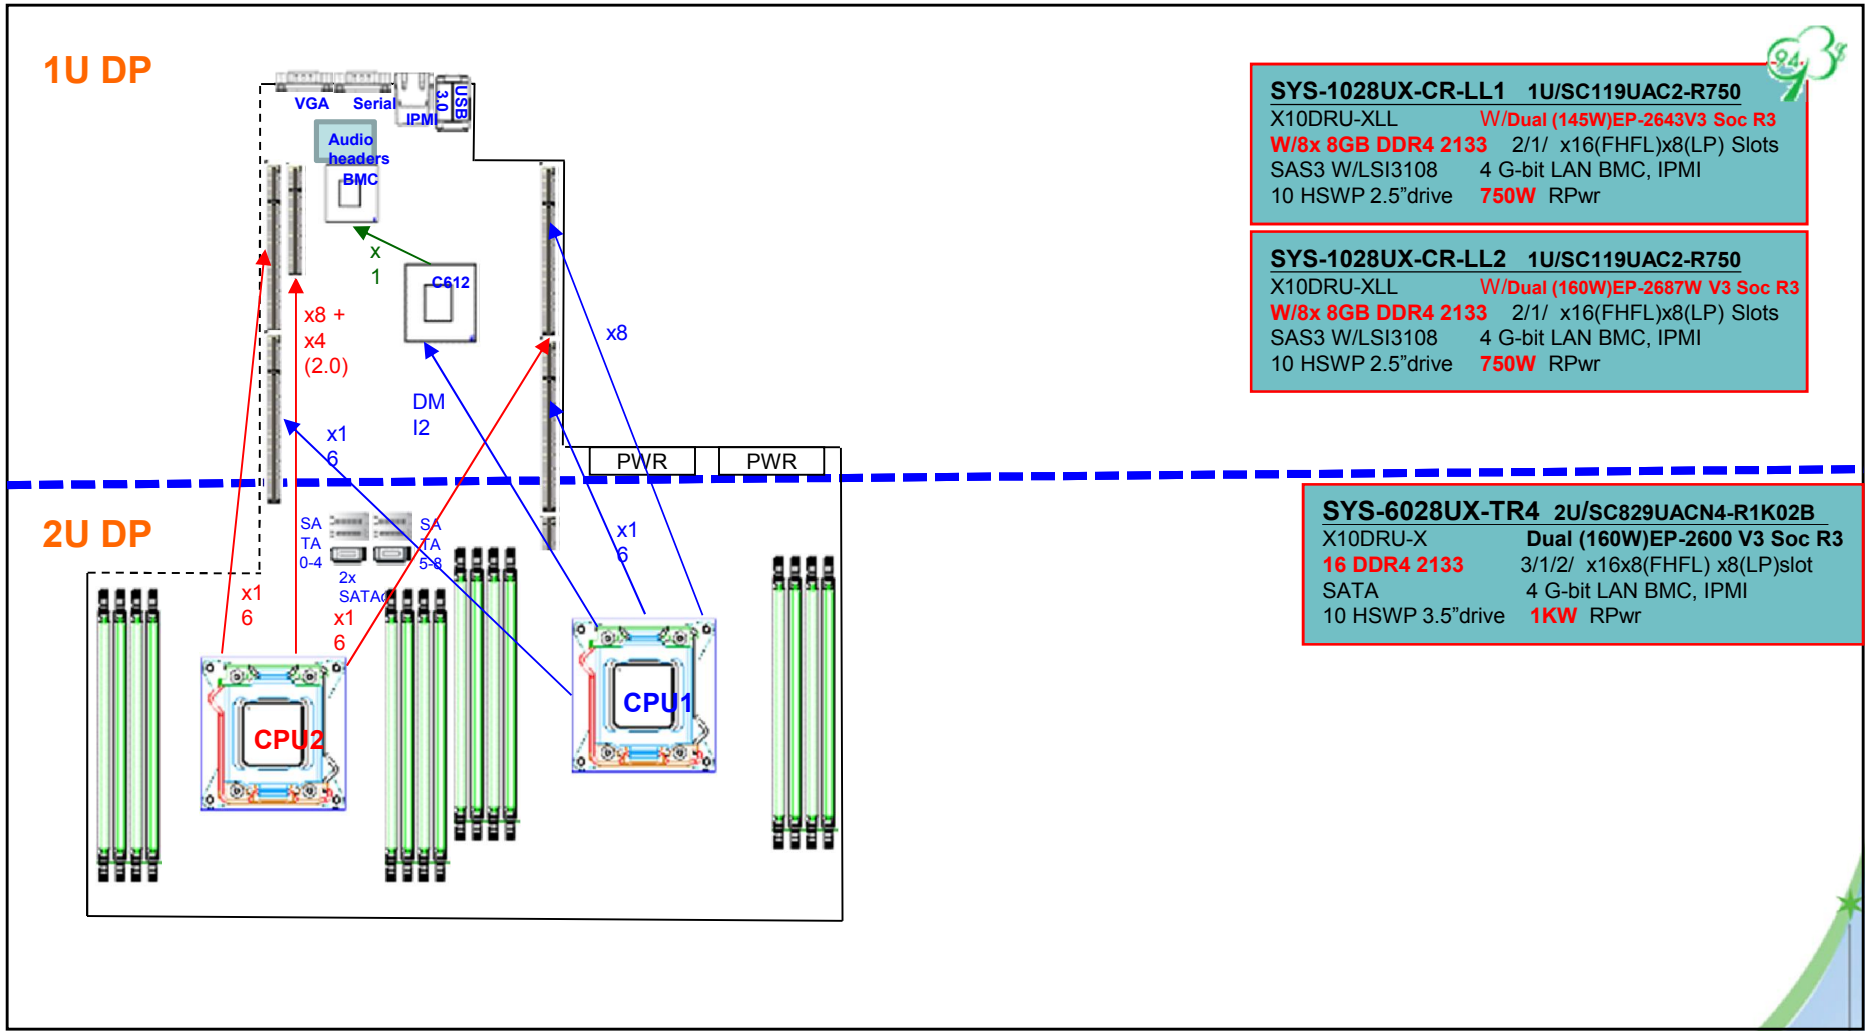 1U DP
VGA
Serial
IPMI
USB
3.0
Audio
headers
BMC
x
1
C612
x8 +
x4
(2.0)
x8
DM
I2
x1
6
PWR
PWR
2U DP
SA
TA
0-4
SA
TA
5-8
2x
SATA
x1
6
x1
6
x1
6
CPU2
CPU1
94
SYS-1028UX-CR-LL1 1U/SC119UAC2-R750
X10DRU-XLL W/Dual (145W)EP-2643V3 Soc R3
W/8x 8GB DDR4 2133 2/1/ x16(FHFL)x8(LP) Slots
SAS3 W/LSI3108 4 G-bit LAN BMC, IPMI
10 HSWP 2.5”drive 750W RPwr
SYS-1028UX-CR-LL2 1U/SC119UAC2-R750
X10DRU-XLL W/Dual (160W)EP-2687W V3 Soc R3
W/8x 8GB DDR4 2133 2/1/ x16(FHFL)x8(LP) Slots
SAS3 W/LSI3108 4 G-bit LAN BMC, IPMI
10 HSWP 2.5”drive 750W RPwr
SYS-6028UX-TR4 2U/SC829UACN4-R1K02B
X10DRU-X Dual (160W)EP-2600 V3 Soc R3
16 DDR4 2133 3/1/2/ x16x8(FHFL) x8(LP)slot
SATA 4 G-bit LAN BMC, IPMI
10 HSWP 3.5”drive 1KW RPwr